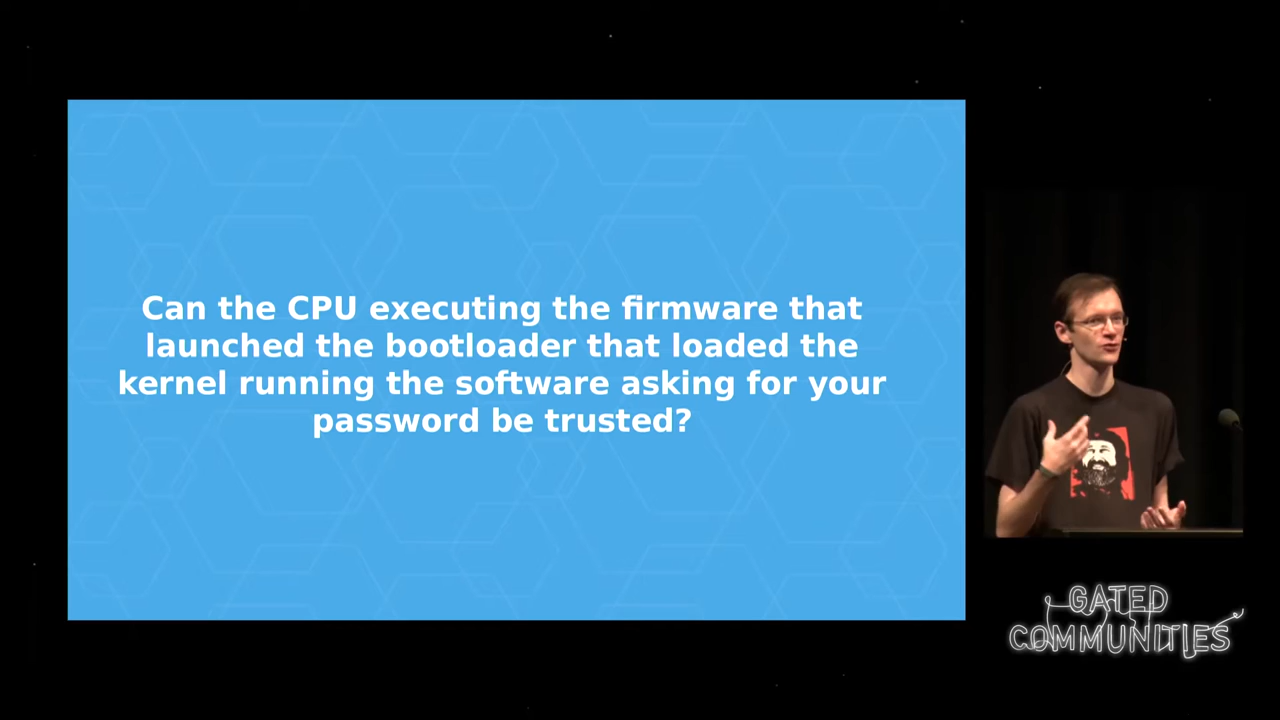 Can the CPU executing the firmware that
launched the bootloader that loaded the
kernel running the software asking for your
password be trusted?
GATED
COMMUNITIES